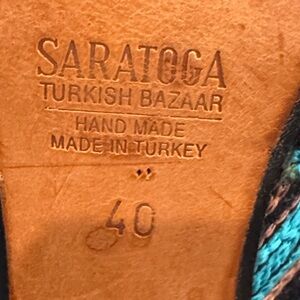 SARATOGA
TURKISH BAZAAR
HAND MADE
MADE IN TURKEY
"
40